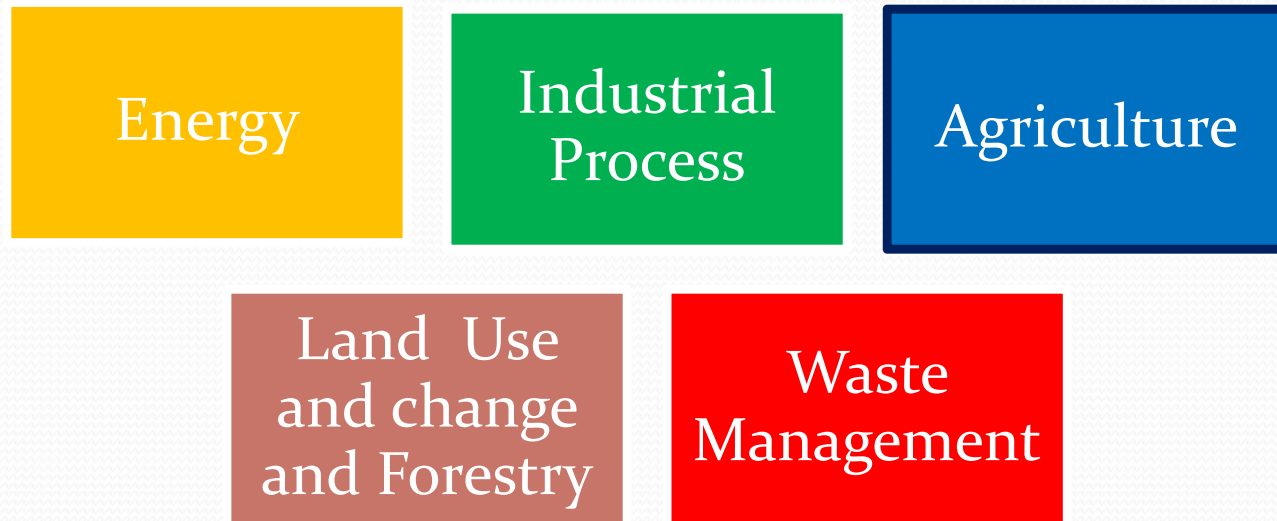 Energy
Industrial
Process
Agriculture
Land  Use
and change
and Forestry
Waste
Management